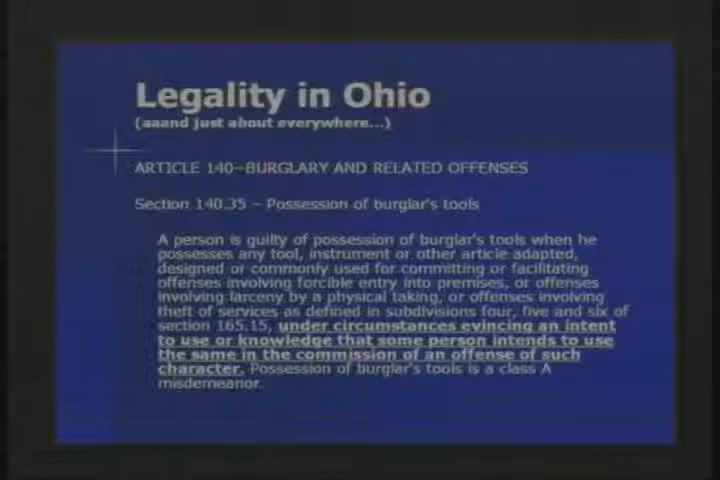 Legality in Ohio
(aaand just about everywhere...)
ARTICLE 140--BURGLARY AND RELATED OFFENSES
Section 140.35 – Possession of burglar's tools
A person is guilty of possession of burglar's tools when he
possesses any tool, instrument or other article adapted,
designed or commonly used for committing or facilitating
offenses involving forcible entry into premises, or offenses
involving larceny by a physical taking, or offenses involving
theft of services as defined in subdivisions four, five and six of
section 165.15, under circumstances evincing an intent
to use or knowledge that some person intends to use
the same in the commission of an offense of such
character. Possession of burglar's tools is a class A
misdemeanor.